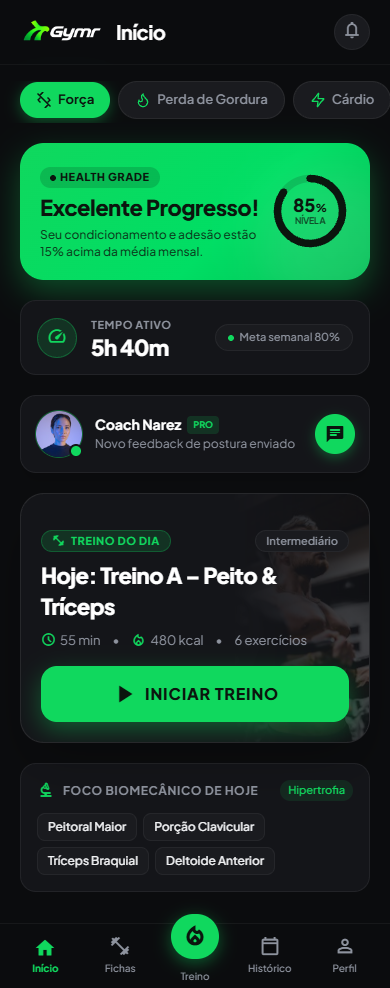 Gymr
Início
Força
Perda de Gordura
Cárdio
HEALTH GRADE
Excelente Progresso!
Seu condicionamento e adesão estão
15% acima da média mensal.
85%
NÍVELA
TEMPO ATIVO
5h 40m
Meta semanal 80%
Coach Narez PRO
Novo feedback de postura enviado
TREINO DO DIA
Intermediário
Hoje: Treino A – Peito &
Tríceps
55 min • 480 kcal • 6 exercícios
INICIAR TREINO
FOCO BIOMECÂNICO DE HOJE
Hipertrofia
Peitoral Maior
Porção Clavicular
Tríceps Braquial
Deltoide Anterior
Início
Fichas
Treino
Histórico
Perfil